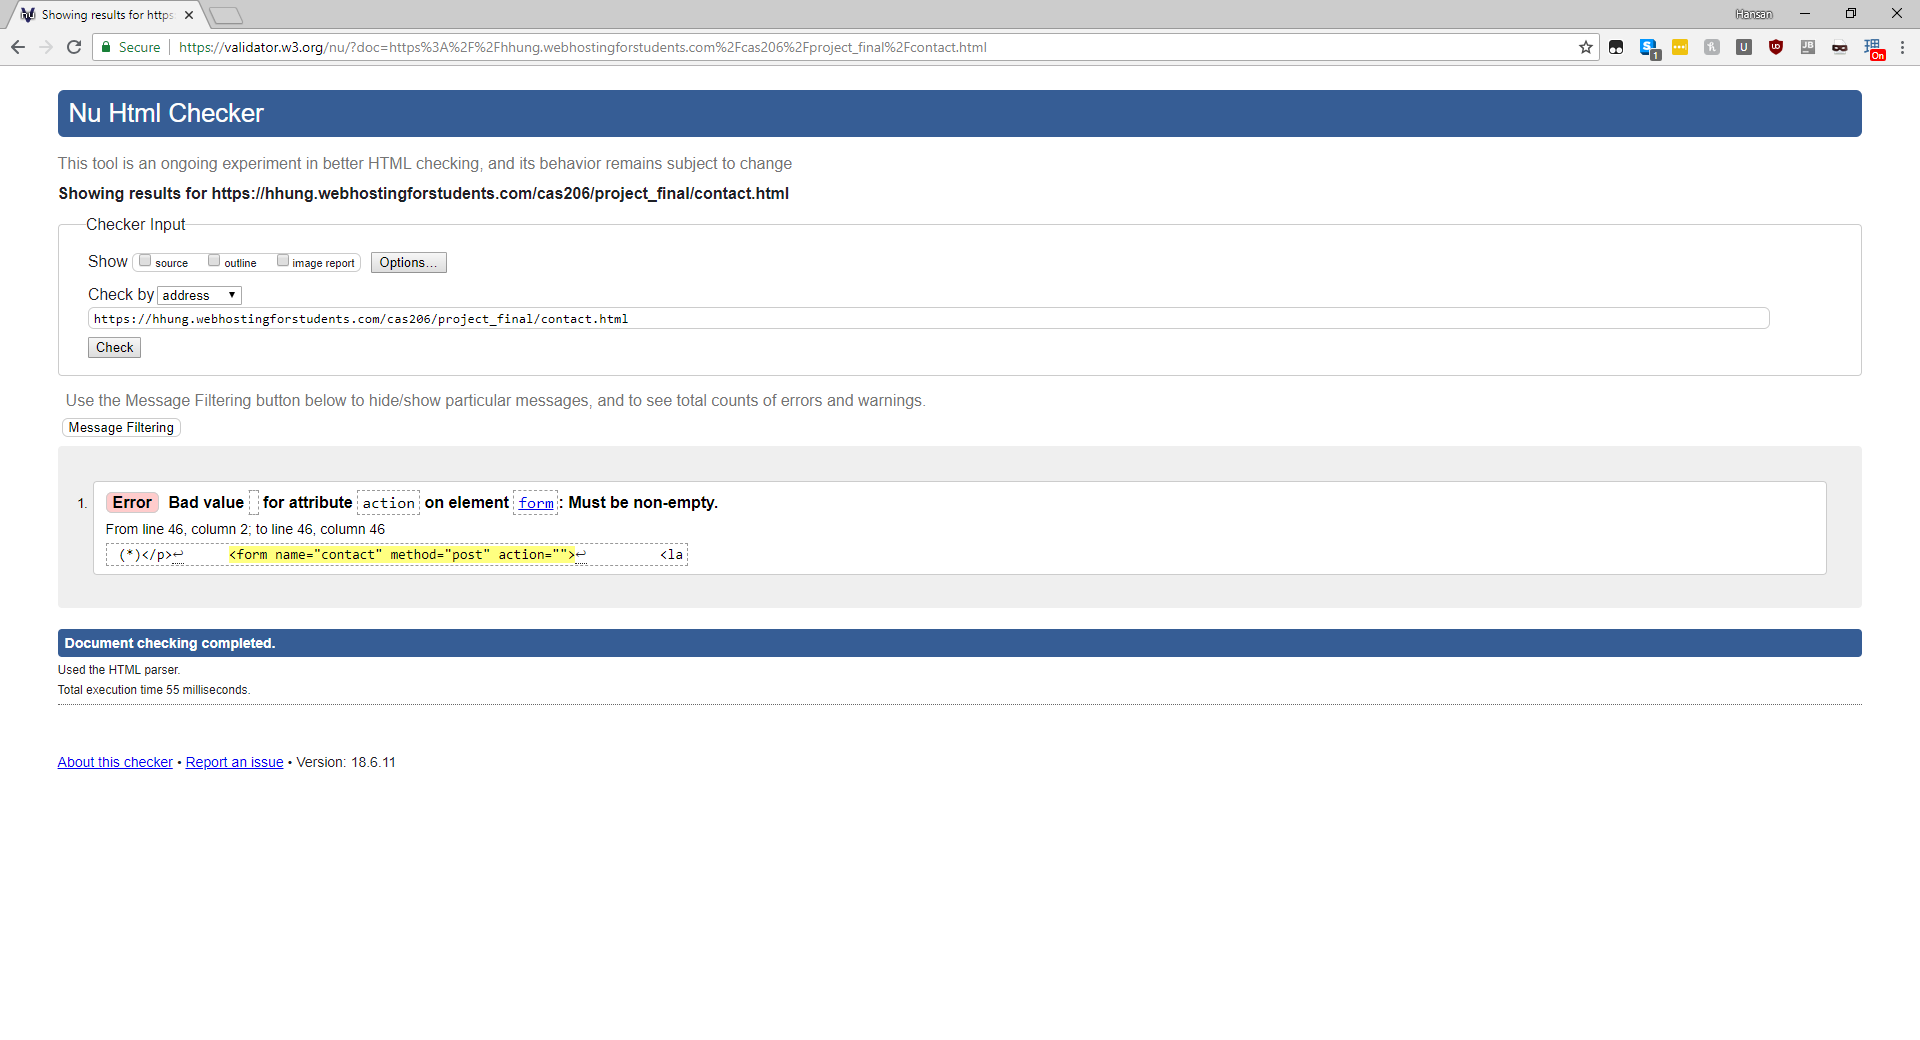 Showing results for https
Hansan
Secure
https://validator.w3.org/nu/?doc=https%3A%2F%2Fhhung.webhostingforstudents.com%2Fcas206%2Fproject_final%2Fcontact.html
1
U
JB
On
Nu Html Checker
This tool is an ongoing experiment in better HTML checking, and its behavior remains subject to change
Showing results for https://hhung.webhostingforstudents.com/cas206/project_final/contact.html
Checker Input
Show source outline image report Options...
Check by address
https://hhung.webhostingforstudents.com/cas206/project_final/contact.html
Check
Use the Message Filtering button below to hide/show particular messages, and to see total counts of errors and warnings.
Message Filtering
1. Error Bad value for attribute action on element form: Must be non-empty.
From line 46, column 2; to line 46, column 46
(*)</p>↩ <form name="contact" method="post" action="">↩ <la
Document checking completed.
Used the HTML parser.
Total execution time 55 milliseconds.
About this checker • Report an issue • Version: 18.6.11